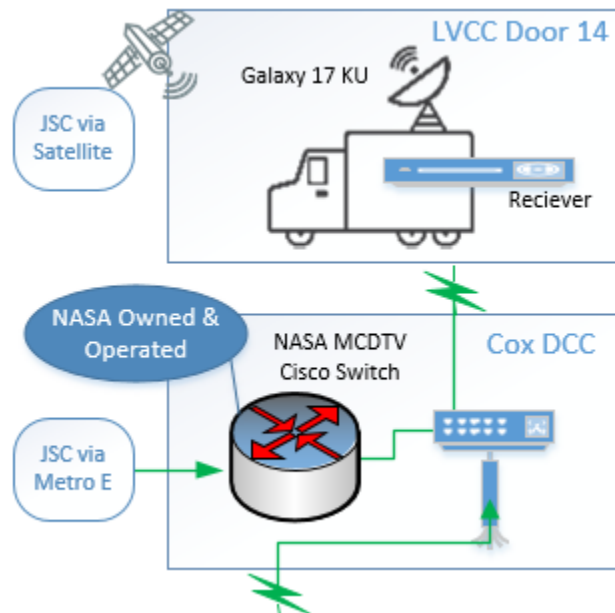 LVCC Door 14
Galaxy 17 KU
JSC via
Satellite
Reciever
NASA Owned &
Operated
NASA MCDTV
Cisco Switch
Cox DCC
JSC via
Metro E